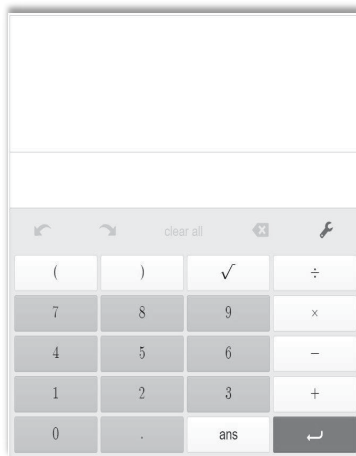 clear all
( ) √ ÷
7 8 9 ×
4 5 6 −
1 2 3 +
0 . ans